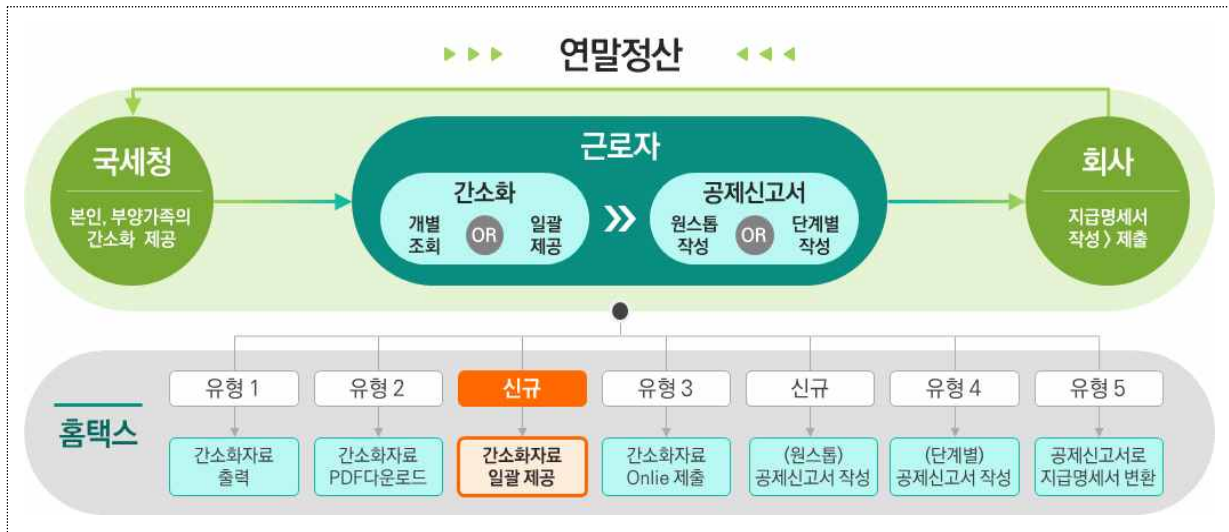 연말정산
국세청
본인, 부양가족의
간소화 제공
근로자
간소화
개별
조회
OR
일괄
제공
공제신고서
원스톱
작성
OR
단계별
작성
회사
지급명세서
작성 > 제출
홈택스
유형 1
유형 2
신규
유형 3
신규
유형 4
유형 5
간소화자료
출력
간소화자료
PDF다운로드
간소화자료
일괄 제공
간소화자료
Onlie 제출
(원스톱)
공제신고서 작성
(단계별)
공제신고서 작성
공제신고서로
지급명세서 변환